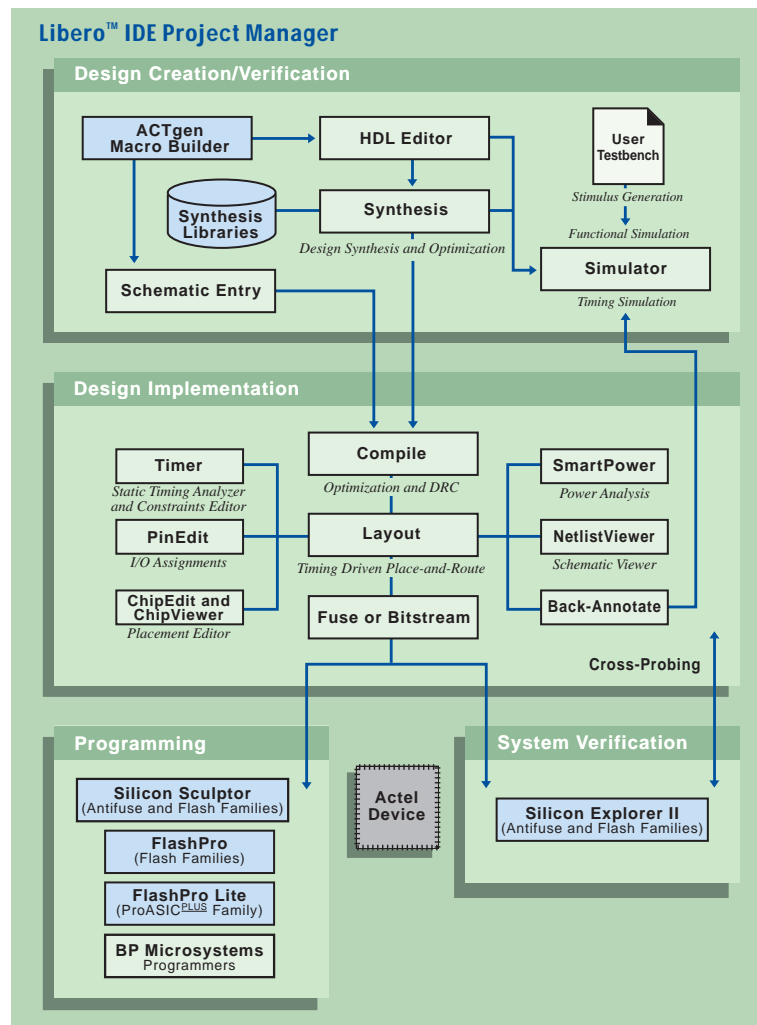 Libero™ IDE Project Manager
Design Creation/Verification
ACTgen
Macro Builder
HDL Editor
User
Testbench
Synthesis
Libraries
Synthesis
Design Synthesis and Optimization
Stimulus Generation
Functional Simulation
Simulator
Timing Simulation
Schematic Entry
Design Implementation
Timer
Static Timing Analyzer
and Constraints Editor
Compile
Optimization and DRC
SmartPower
Power Analysis
PinEdit
I/O Assignments
Layout
Timing Driven Place-and-Route
NetlistViewer
Schematic Viewer
ChipEdit and
ChipViewer
Placement Editor
Fuse or Bitstream
Back-Annotate
Cross-Probing
Programming
Silicon Sculptor
(Antifuse and Flash Families)
FlashPro
(Flash Families)
FlashPro Lite
(ProASICPLUS Family)
BP Microsystems
Programmers
Actel
Device
System Verification
Silicon Explorer II
(Antifuse and Flash Families)